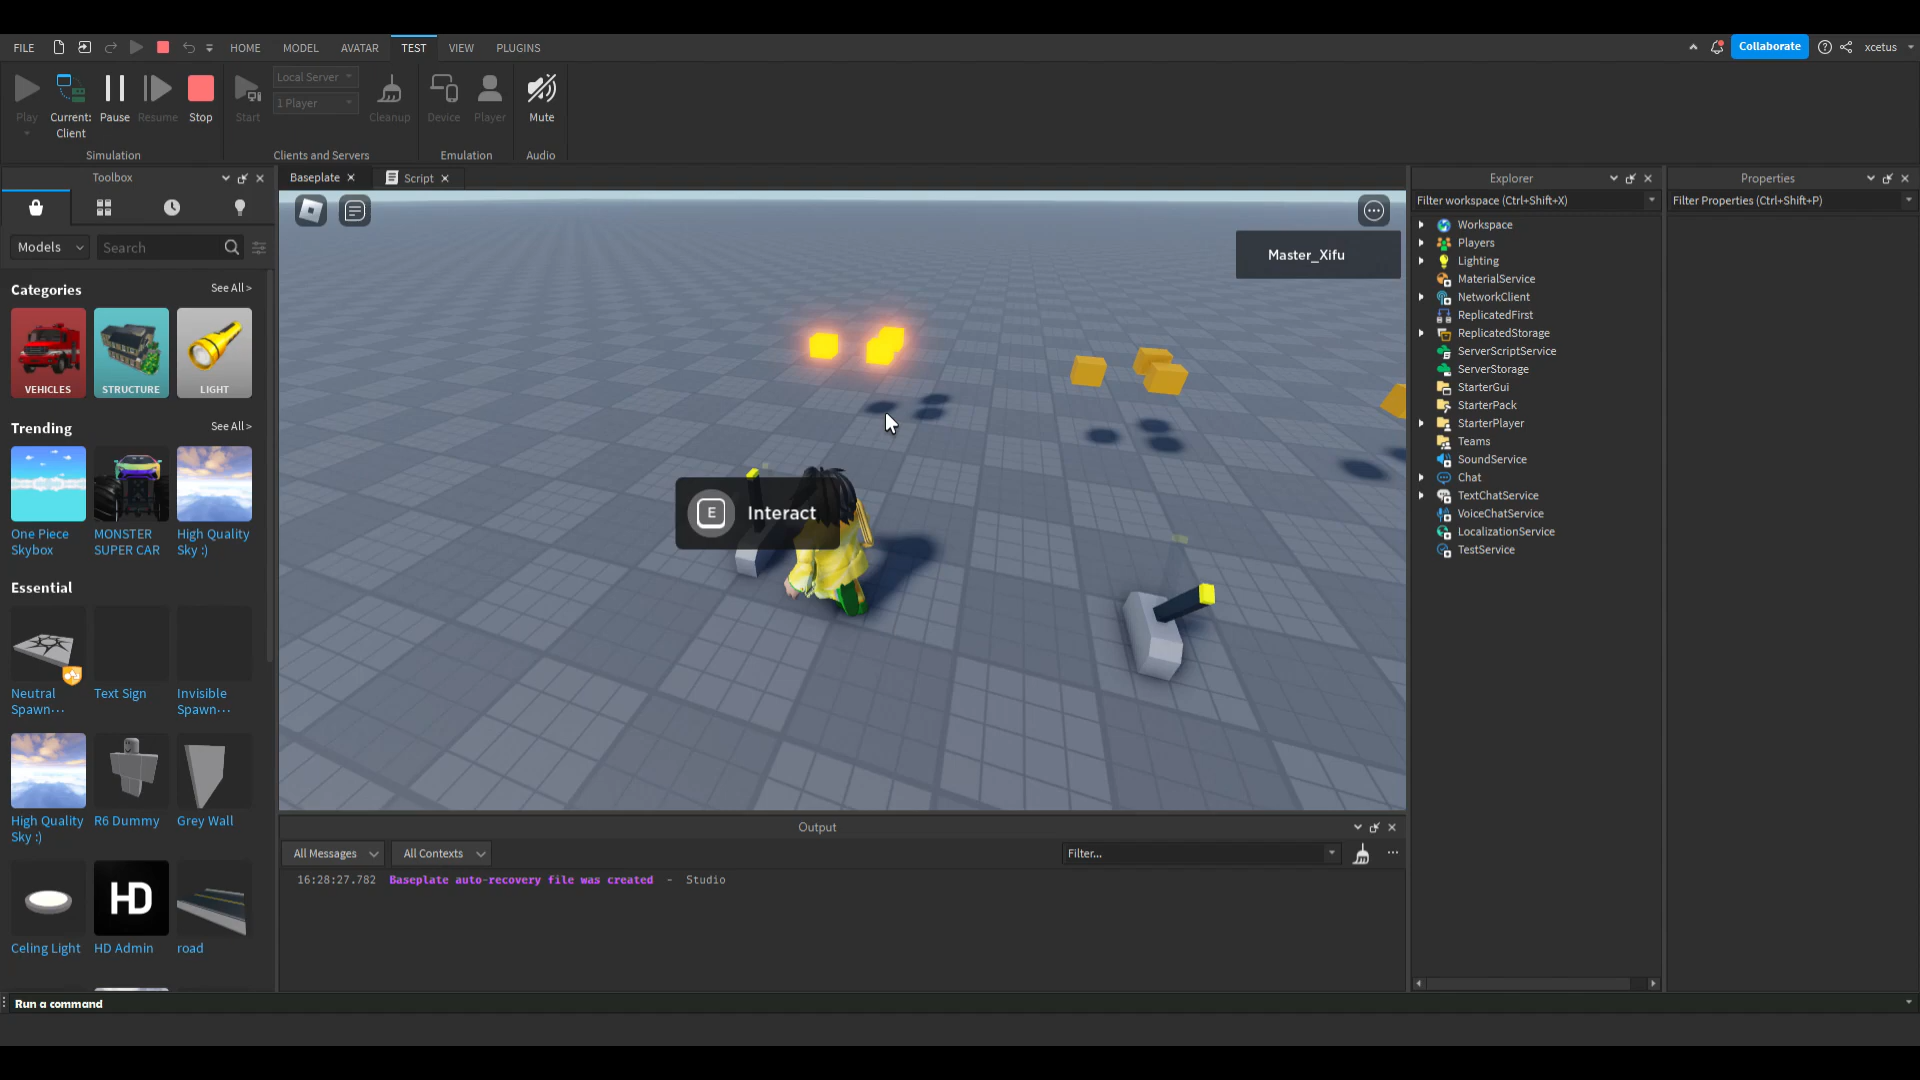 FILE HOME MODEL AVATAR TEST VIEW PLUGINS Collaborate xcetus
Play Current: Client Pause Resume Stop
Start Local Server 1 Player Cleanup
Device Player Mute
Simulation Clients and Servers Emulation Audio
Toolbox
Models Search
Categories See All >
VEHICLES STRUCTURE LIGHT
Trending See All >
One Piece Skybox
MONSTER SUPER CAR
High Quality Sky :)
Essential
Neutral Spawn...
Text Sign
Invisible Spawn...
High Quality Sky :)
R6 Dummy
Grey Wall
HD
Celing Light
HD Admin
road
Baseplate Script
Master_Xifu
E Interact
Output
All Messages All Contexts Filter...
16:28:27.782 Baseplate auto-recovery file was created - Studio
Explorer
Filter workspace (Ctrl+Shift+X)
Workspace
Players
Lighting
MaterialService
NetworkClient
ReplicatedFirst
ReplicatedStorage
ServerScriptService
ServerStorage
StarterGui
StarterPack
StarterPlayer
Teams
SoundService
Chat
TextChatService
VoiceChatService
LocalizationService
TestService
Properties
Filter Properties (Ctrl+Shift+P)
Run a command